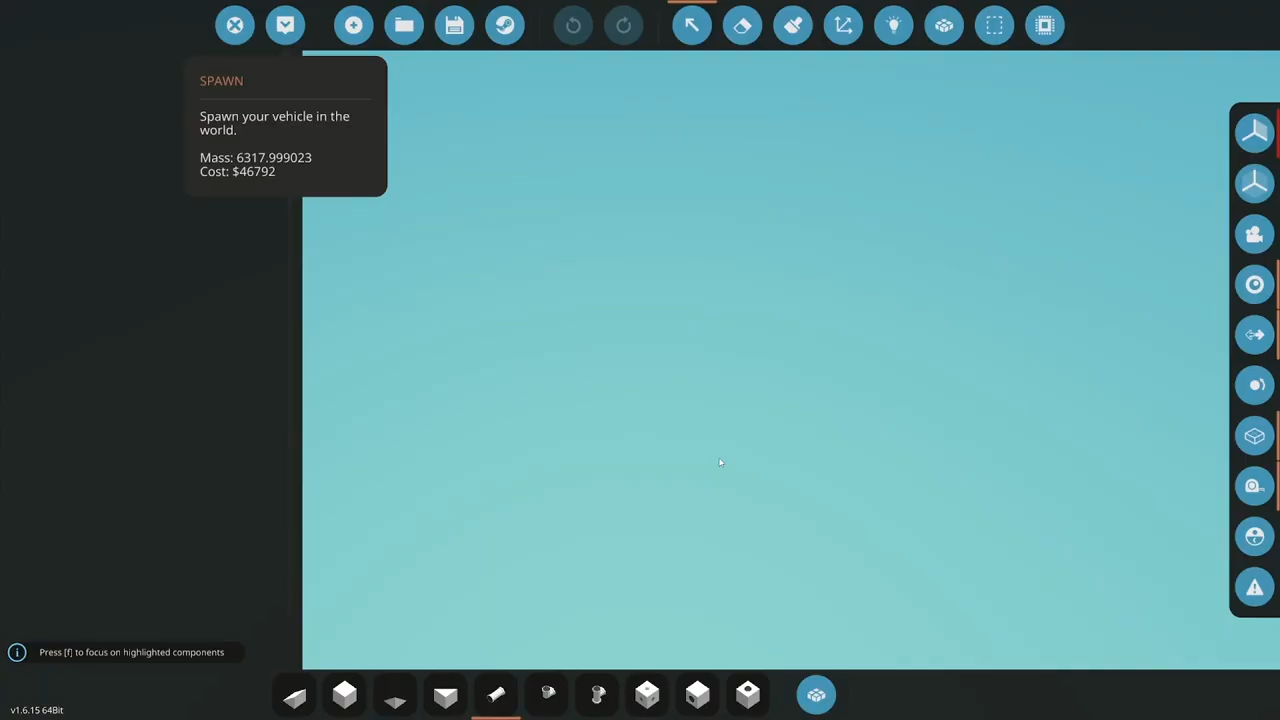 SPAWN
Spawn your vehicle in the
world.
Mass: 6317.999023
Cost: $46792
Press [f] to focus on highlighted components
v1.6.15 64Bit